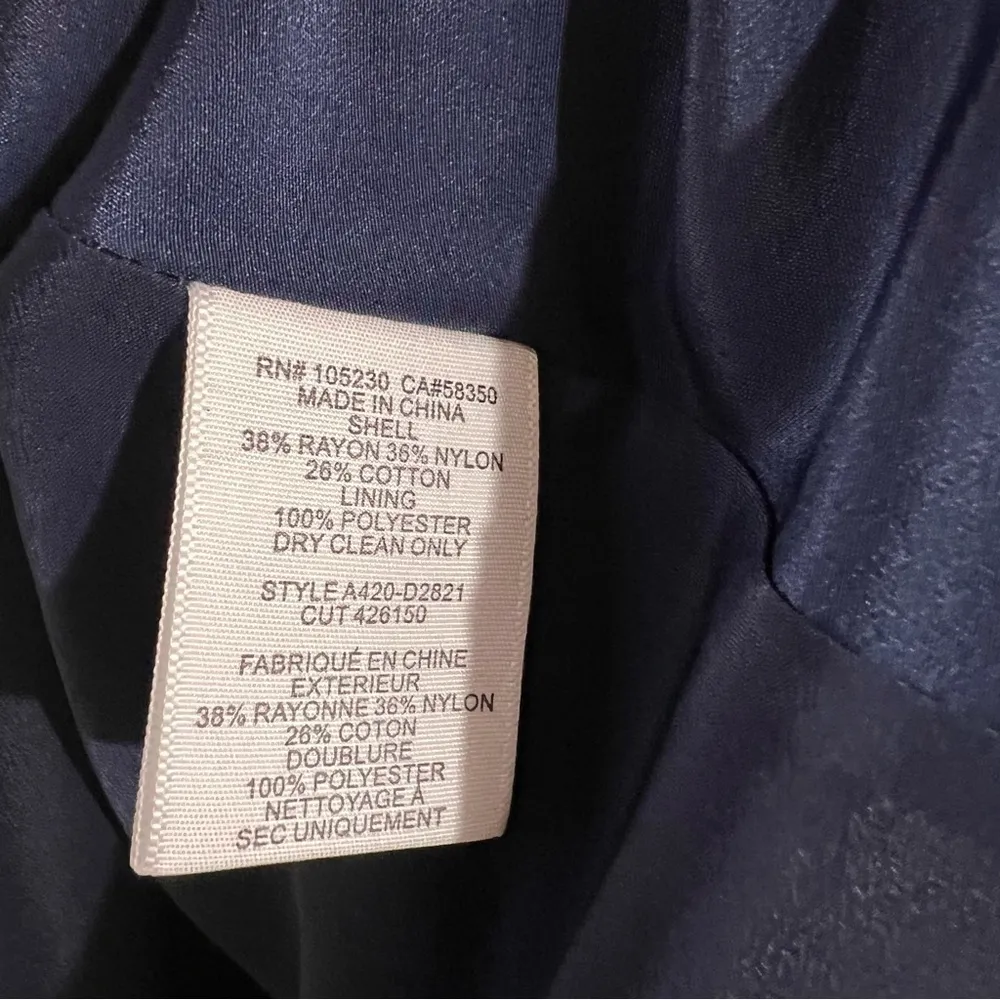 RN# 105230 CA#58350
MADE IN CHINA
SHELL
38% RAYON 36% NYLON
26% COTTON
LINING
100% POLYESTER
DRY CLEAN ONLY
STYLE A420-D2821
CUT 426150
FABRIQUÉ EN CHINE
EXTERIEUR
38% RAYONNE 36% NYLON
26% COTON
DOUBLURE
100% POLYESTER
NETTOYAGE À
SEC UNIQUEMENT